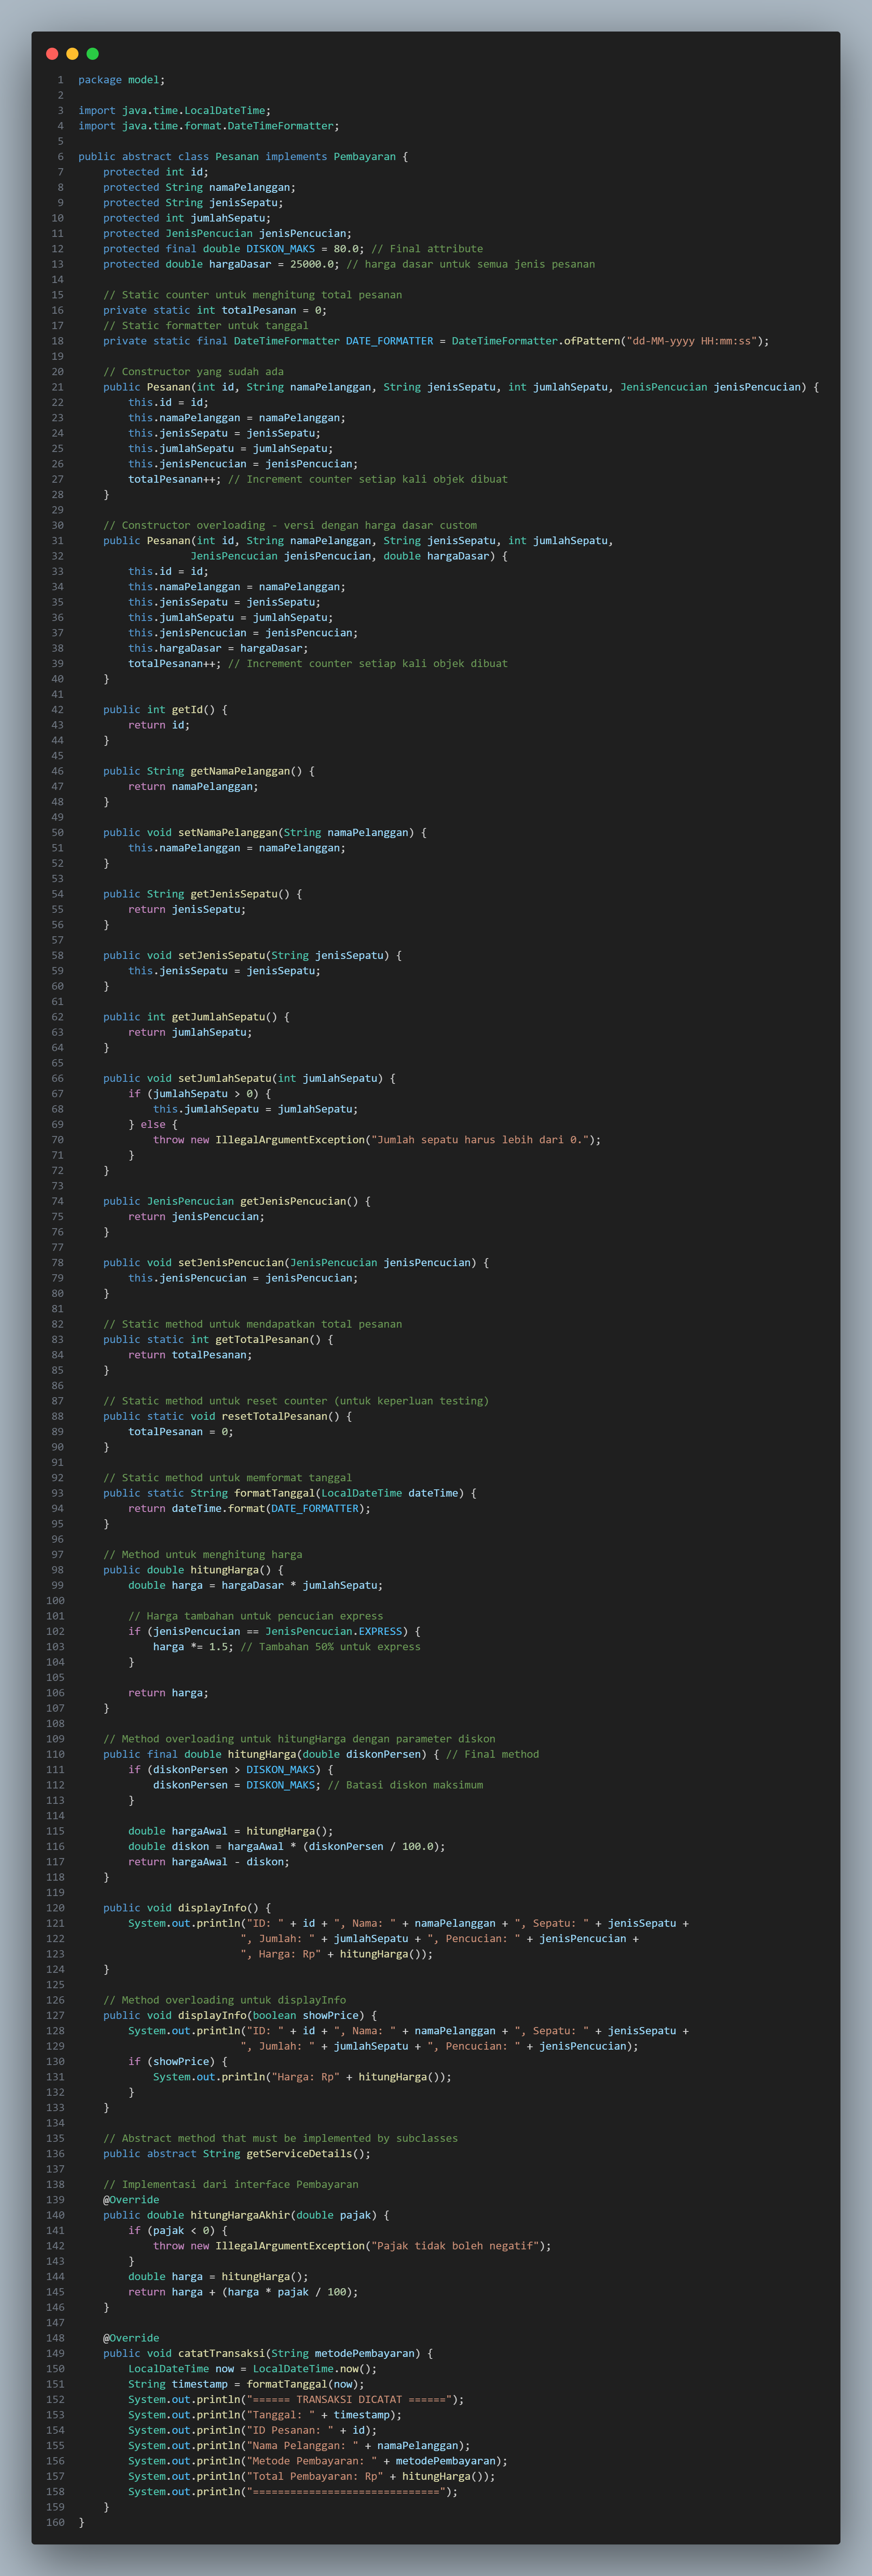 1 package model;
2
3 import java.time.LocalDateTime;
4 import java.time.format.DateTimeFormatter;
5
6 public abstract class Pesanan implements Pembayaran {
7     protected int id;
8     protected String namaPelanggan;
9     protected String jenisSepatu;
10     protected int jumlahSepatu;
11     protected JenisPencucian jenisPencucian;
12     protected final double DISKON_MAKS = 80.0; // Final attribute
13     protected double hargaDasar = 25000.0; // harga dasar untuk semua jenis pesanan
14
15     // Static counter untuk menghitung total pesanan
16     private static int totalPesanan = 0;
17     // Static formatter untuk tanggal
18     private static final DateTimeFormatter DATE_FORMATTER = DateTimeFormatter.ofPattern("dd-MM-yyyy HH:mm:ss");
19
20     // Constructor yang sudah ada
21     public Pesanan(int id, String namaPelanggan, String jenisSepatu, int jumlahSepatu, JenisPencucian jenisPencucian) {
22         this.id = id;
23         this.namaPelanggan = namaPelanggan;
24         this.jenisSepatu = jenisSepatu;
25         this.jumlahSepatu = jumlahSepatu;
26         this.jenisPencucian = jenisPencucian;
27         totalPesanan++; // Increment counter setiap kali objek dibuat
28     }
29
30     // Constructor overloading - versi dengan harga dasar custom
31     public Pesanan(int id, String namaPelanggan, String jenisSepatu, int jumlahSepatu,
32                   JenisPencucian jenisPencucian, double hargaDasar) {
33         this.id = id;
34         this.namaPelanggan = namaPelanggan;
35         this.jenisSepatu = jenisSepatu;
36         this.jumlahSepatu = jumlahSepatu;
37         this.jenisPencucian = jenisPencucian;
38         this.hargaDasar = hargaDasar;
39         totalPesanan++; // Increment counter setiap kali objek dibuat
40     }
41
42     public int getId() {
43         return id;
44     }
45
46     public String getNamaPelanggan() {
47         return namaPelanggan;
48     }
49
50     public void setNamaPelanggan(String namaPelanggan) {
51         this.namaPelanggan = namaPelanggan;
52     }
53
54     public String getJenisSepatu() {
55         return jenisSepatu;
56     }
57
58     public void setJenisSepatu(String jenisSepatu) {
59         this.jenisSepatu = jenisSepatu;
60     }
61
62     public int getJumlahSepatu() {
63         return jumlahSepatu;
64     }
65
66     public void setJumlahSepatu(int jumlahSepatu) {
67         if (jumlahSepatu > 0) {
68             this.jumlahSepatu = jumlahSepatu;
69         } else {
70             throw new IllegalArgumentException("Jumlah sepatu harus lebih dari 0.");
71         }
72     }
73
74     public JenisPencucian getJenisPencucian() {
75         return jenisPencucian;
76     }
77
78     public void setJenisPencucian(JenisPencucian jenisPencucian) {
79         this.jenisPencucian = jenisPencucian;
80     }
81
82     // Static method untuk mendapatkan total pesanan
83     public static int getTotalPesanan() {
84         return totalPesanan;
85     }
86
87     // Static method untuk reset counter (untuk keperluan testing)
88     public static void resetTotalPesanan() {
89         totalPesanan = 0;
90     }
91
92     // Static method untuk memformat tanggal
93     public static String formatTanggal(LocalDateTime dateTime) {
94         return dateTime.format(DATE_FORMATTER);
95     }
96
97     // Method untuk menghitung harga
98     public double hitungHarga() {
99         double harga = hargaDasar * jumlahSepatu;
100
101         // Harga tambahan untuk pencucian express
102         if (jenisPencucian == JenisPencucian.EXPRESS) {
103             harga *= 1.5; // Tambahan 50% untuk express
104         }
105
106         return harga;
107     }
108
109     // Method overloading untuk hitungHarga dengan parameter diskon
110     public final double hitungHarga(double diskonPersen) { // Final method
111         if (diskonPersen > DISKON_MAKS) {
112             diskonPersen = DISKON_MAKS; // Batasi diskon maksimum
113         }
114
115         double hargaAwal = hitungHarga();
116         double diskon = hargaAwal * (diskonPersen / 100.0);
117         return hargaAwal - diskon;
118     }
119
120     public void displayInfo() {
121         System.out.println("ID: " + id + ", Nama: " + namaPelanggan + ", Sepatu: " + jenisSepatu +
122                           ", Jumlah: " + jumlahSepatu + ", Pencucian: " + jenisPencucian +
123                           ", Harga: Rp" + hitungHarga());
124     }
125
126     // Method overloading untuk displayInfo
127     public void displayInfo(boolean showPrice) {
128         System.out.println("ID: " + id + ", Nama: " + namaPelanggan + ", Sepatu: " + jenisSepatu +
129                           ", Jumlah: " + jumlahSepatu + ", Pencucian: " + jenisPencucian);
130         if (showPrice) {
131             System.out.println("Harga: Rp" + hitungHarga());
132         }
133     }
134
135     // Abstract method that must be implemented by subclasses
136     public abstract String getServiceDetails();
137
138     // Implementasi dari interface Pembayaran
139     @Override
140     public double hitungHargaAkhir(double pajak) {
141         if (pajak < 0) {
142             throw new IllegalArgumentException("Pajak tidak boleh negatif");
143         }
144         double harga = hitungHarga();
145         return harga + (harga * pajak / 100);
146     }
147
148     @Override
149     public void catatTransaksi(String metodePembayaran) {
150         LocalDateTime now = LocalDateTime.now();
151         String timestamp = formatTanggal(now);
152         System.out.println("====== TRANSAKSI DICATAT ======");
153         System.out.println("Tanggal: " + timestamp);
154         System.out.println("ID Pesanan: " + id);
155         System.out.println("Nama Pelanggan: " + namaPelanggan);
156         System.out.println("Metode Pembayaran: " + metodePembayaran);
157         System.out.println("Total Pembayaran: Rp" + hitungHarga());
158         System.out.println("==============================");
159     }
160 }